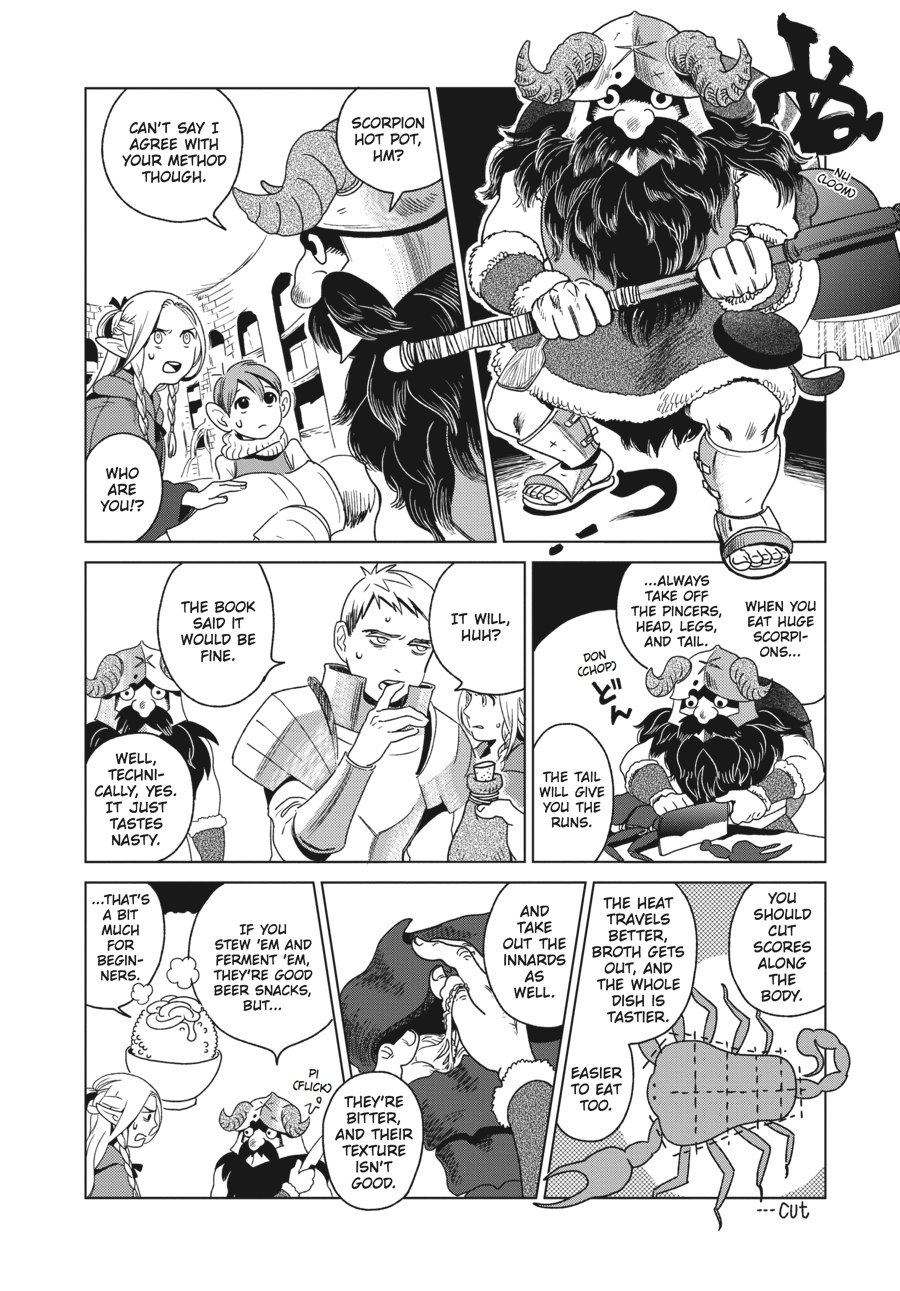 ぬ
NU
(LOOM)
SCORPION
HOT POT,
HM?
CAN'T SAY I
AGREE WITH
YOUR METHOD
THOUGH.
WHO
ARE
YOU!?
WHEN YOU
EAT HUGE
SCORPI-
ONS...
...ALWAYS
TAKE OFF
THE PINCERS,
HEAD, LEGS,
AND TAIL.
DON
(CHOP)
どん
THE TAIL
WILL GIVE
YOU THE
RUNS.
IT WILL,
HUH?
THE BOOK
SAID IT
WOULD BE
FINE.
WELL,
TECHNI-
CALLY, YES.
IT JUST
TASTES
NASTY.
YOU
SHOULD
CUT
SCORES
ALONG
THE
BODY.
THE HEAT
TRAVELS
BETTER,
BROTH GETS
OUT, AND
THE WHOLE
DISH IS
TASTIER.
EASIER
TO EAT
TOO.
--- CUT
AND
TAKE
OUT THE
INNARDS
AS
WELL.
THEY'RE
BITTER,
AND THEIR
TEXTURE
ISN'T
GOOD.
IF YOU
STEW 'EM AND
FERMENT 'EM,
THEY'RE GOOD
BEER SNACKS,
BUT...
PI
(FLICK)
ぴっ
...THAT'S
A BIT
MUCH
FOR
BEGIN-
NERS.